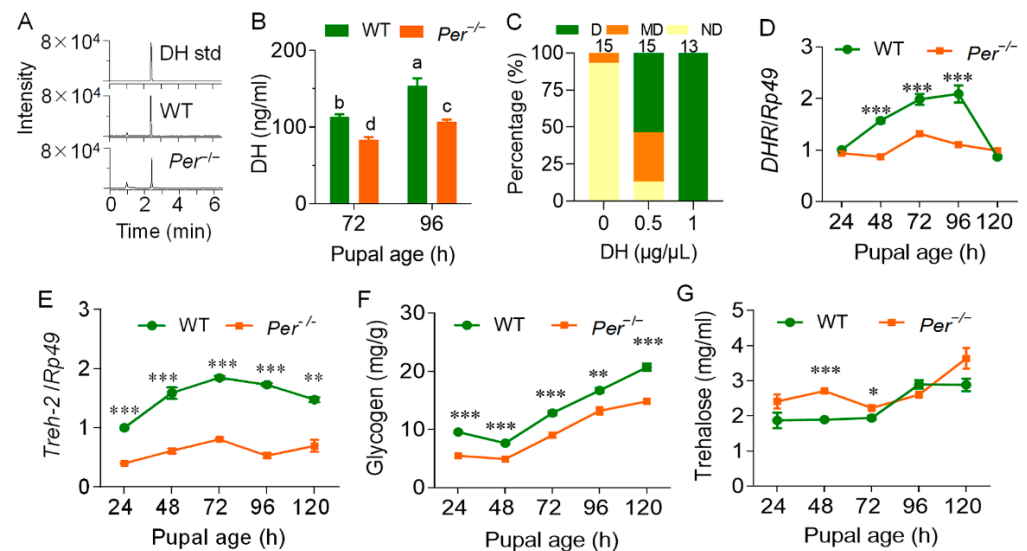 A
8×10⁴
DH std
8×10⁴
WT
8×10⁴
Per⁻/⁻
Intensity
0 2 4 6
Time (min)
B
WT Per⁻/⁻
DH (ng/ml)
200
150
100
50
0
b
d
a
c
72 96
Pupal age (h)
C
D MD ND
15 15 13
Percentage (%)
100
75
50
25
0
0 0.5 1
DH (µg/µL)
D
WT Per⁻/⁻
DHR/Rp49
3
2
1
0
*** *** ***
24 48 72 96 120
Pupal age (h)
E
WT Per⁻/⁻
Treh-2/Rp49
3
2
1
0
*** *** *** *** **
24 48 72 96 120
Pupal age (h)
F
WT Per⁻/⁻
Glycogen (mg/g)
30
20
10
0
*** *** *** ** ***
24 48 72 96 120
Pupal age (h)
G
WT Per⁻/⁻
Trehalose (mg/ml)
5
4
3
2
1
0
*** *
24 48 72 96 120
Pupal age (h)